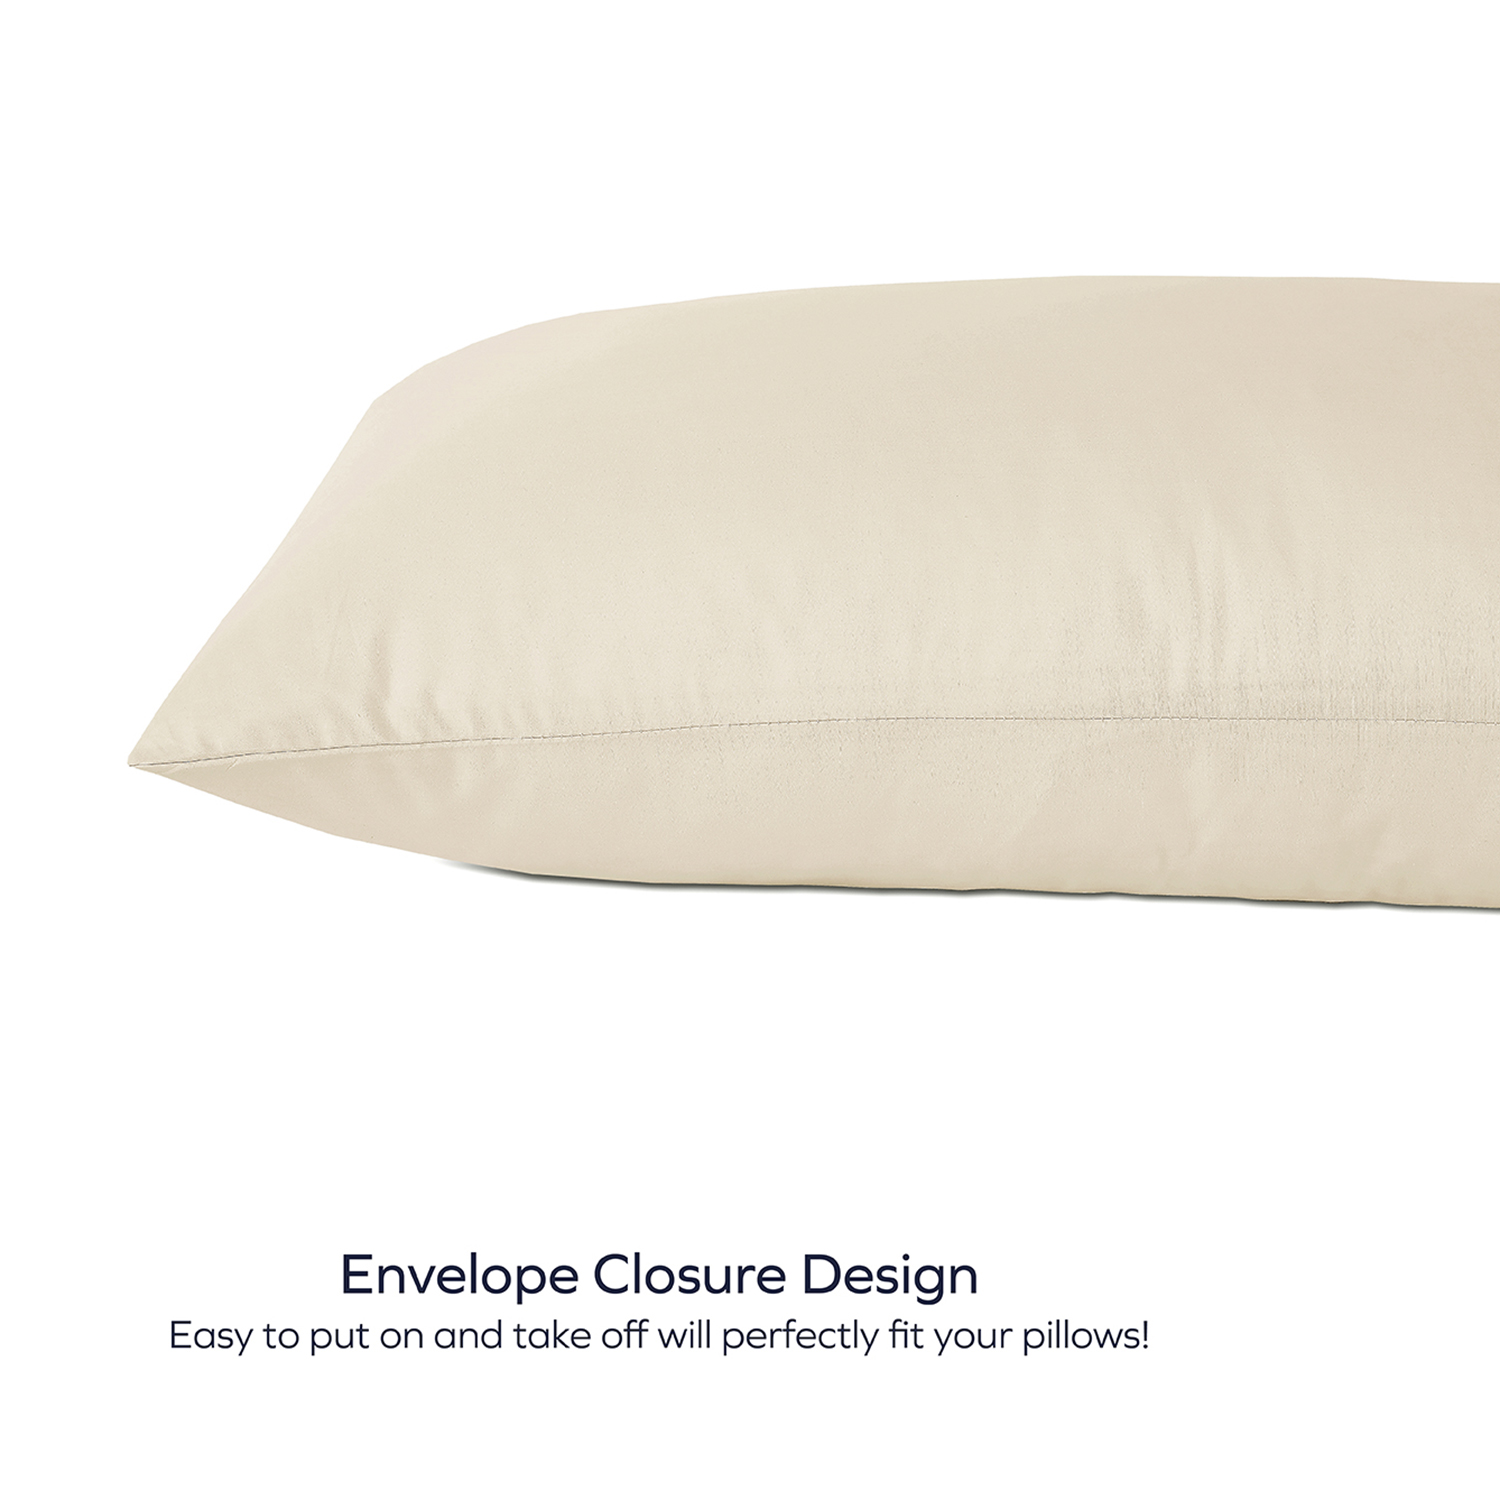 Envelope Closure Design
Easy to put on and take off will perfectly fit your pillows!